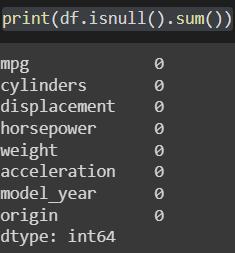 print(df.isnull().sum())
mpg 0
cylinders 0
displacement 0
horsepower 0
weight 0
acceleration 0
model_year 0
origin 0
dtype: int64